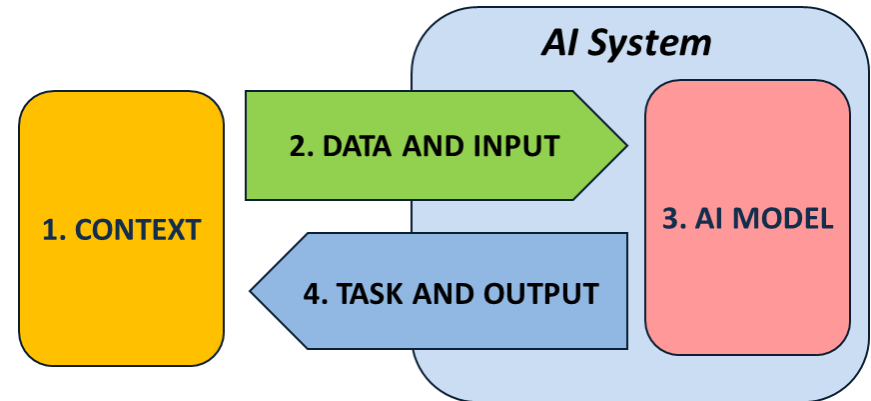 AI System
2. DATA AND INPUT
1. CONTEXT
3. AI MODEL
4. TASK AND OUTPUT